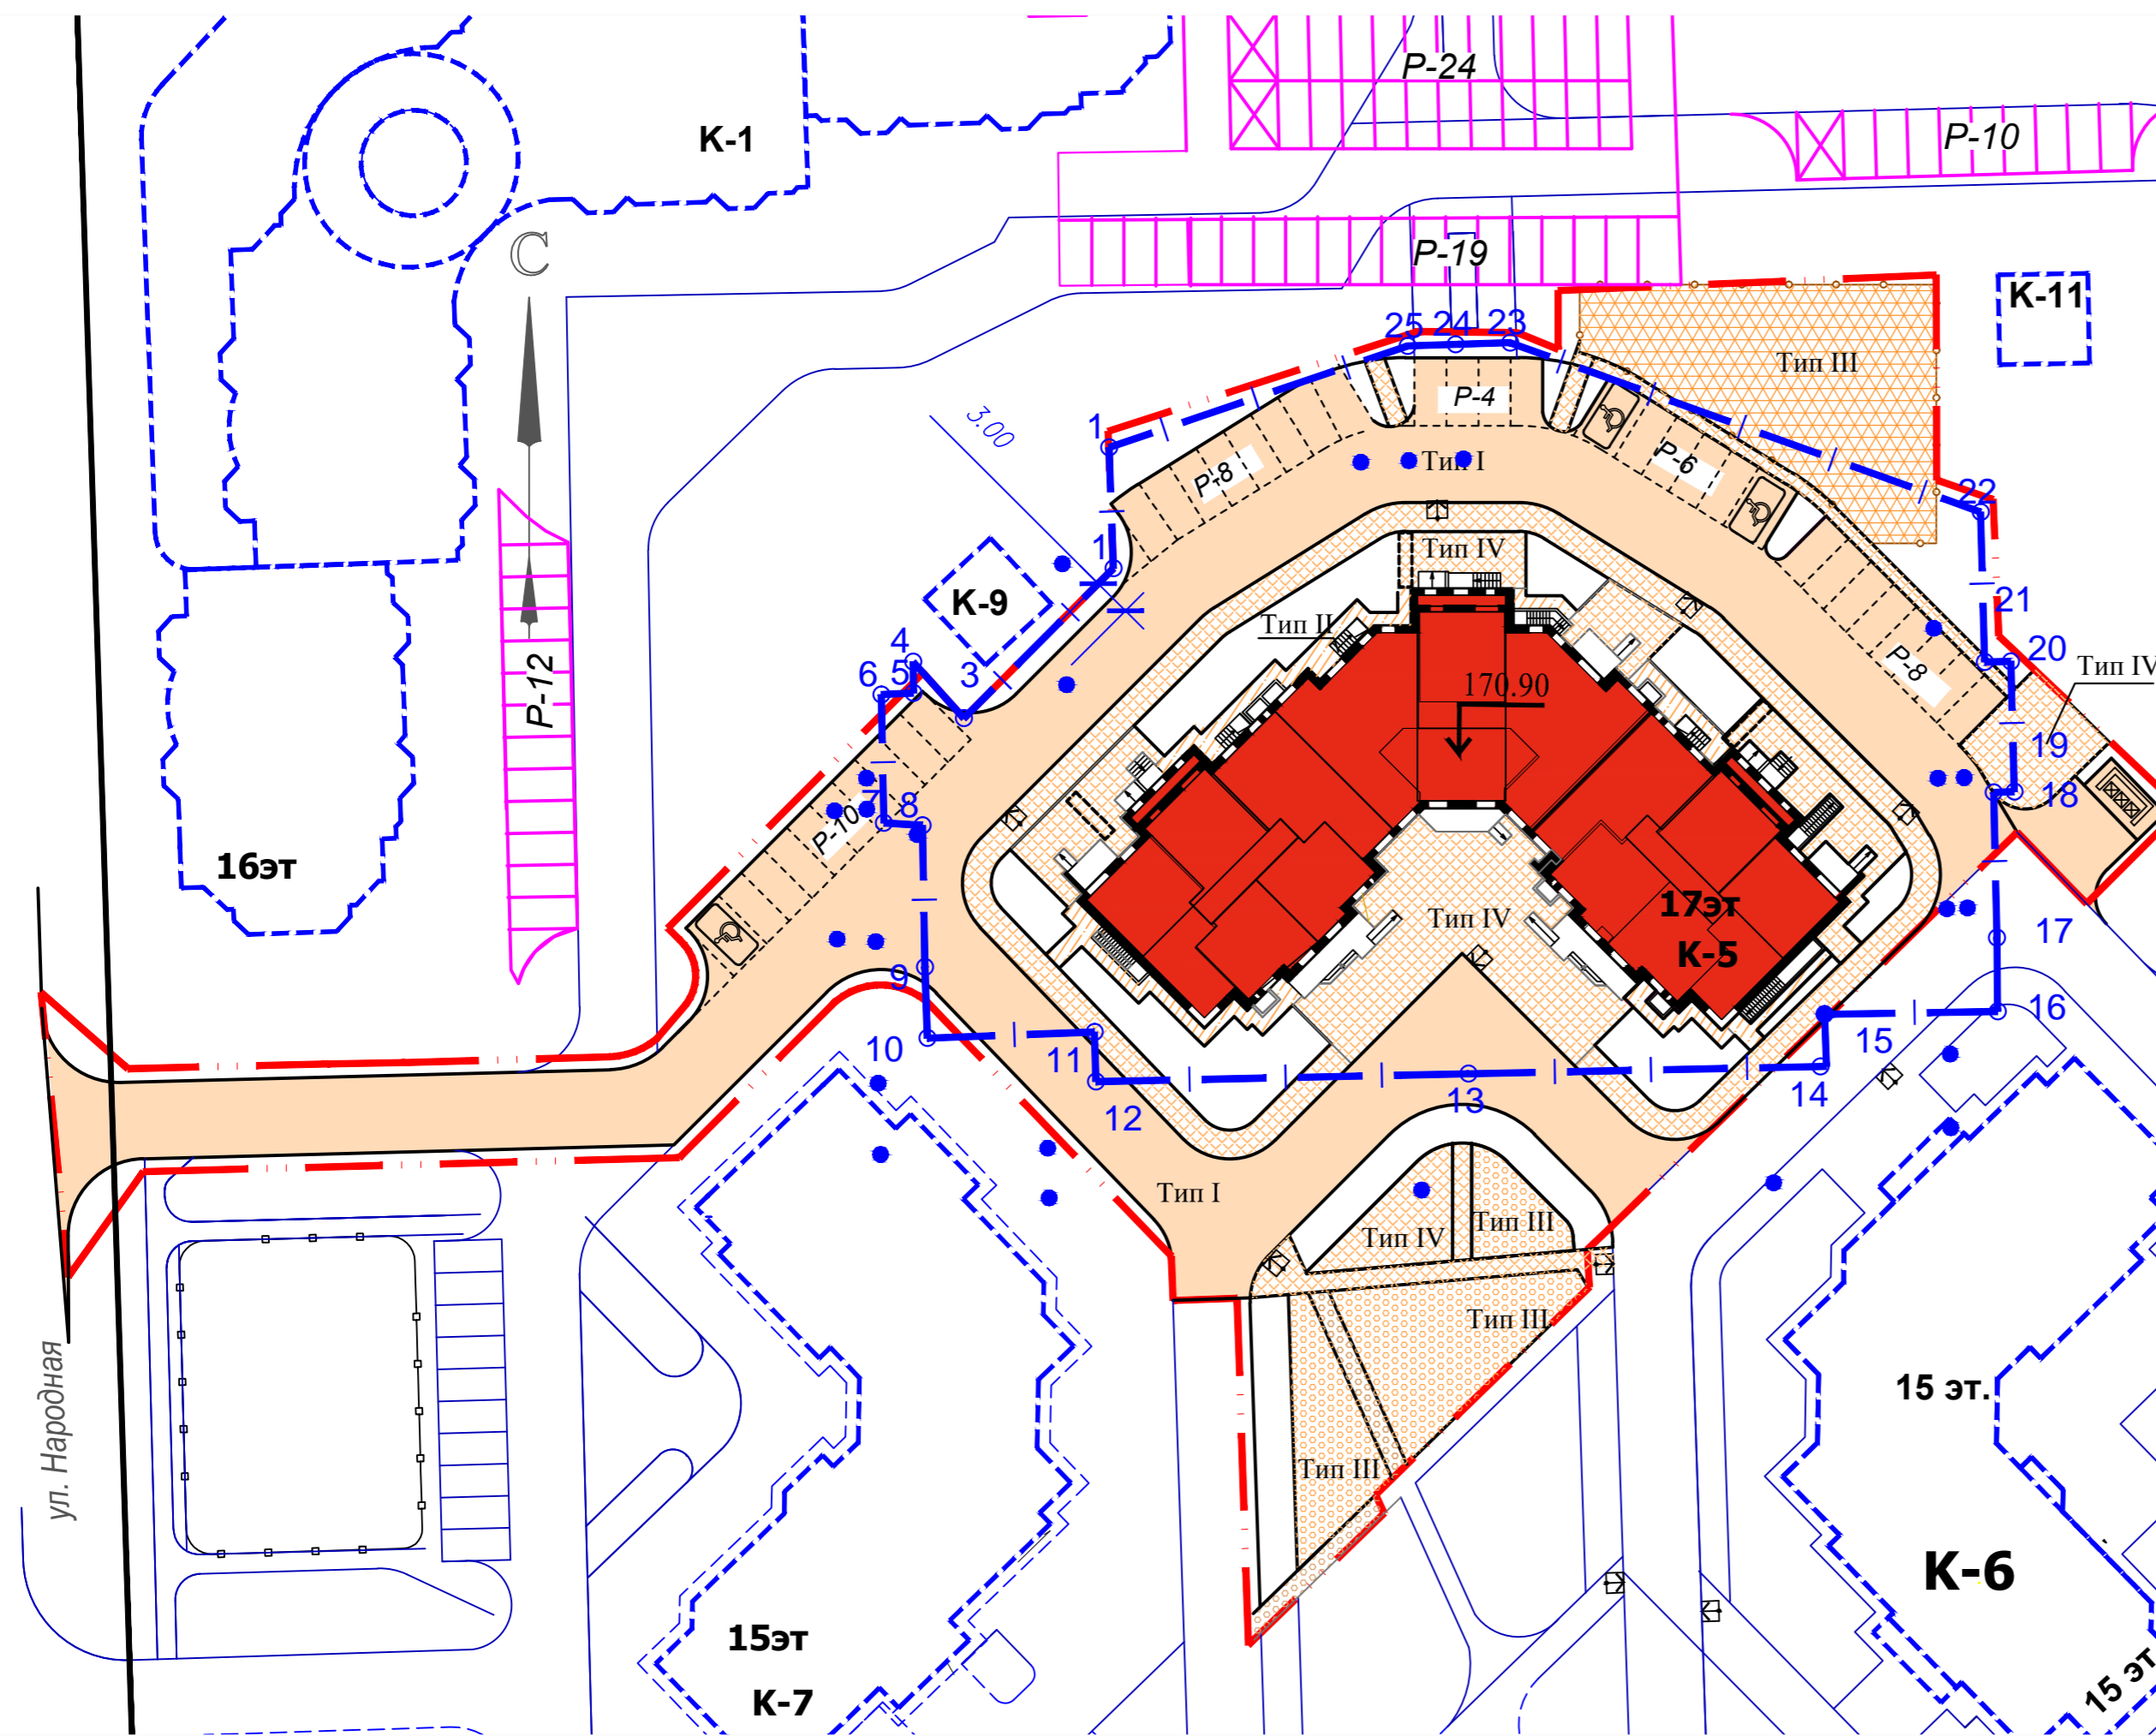 P-24
К-1
P-10
С
P-19
К-11
25
24
23
Тип III
3.00
P-4
1
P-8
Тип I
P-6
22
1
Тип IV
К-9
21
Тип II
4
20
6
5
3
P-8
Тип IV
P-12
170.90
19
7
8
18
P-10
16эт
17эт
Тип IV
17
К-5
9
16
10
11
15
14
13
12
Тип I
Тип III
Тип IV
Тип III
ул. Народная
15 эт.
Тип III
К-6
15эт
15 эт.
К-7